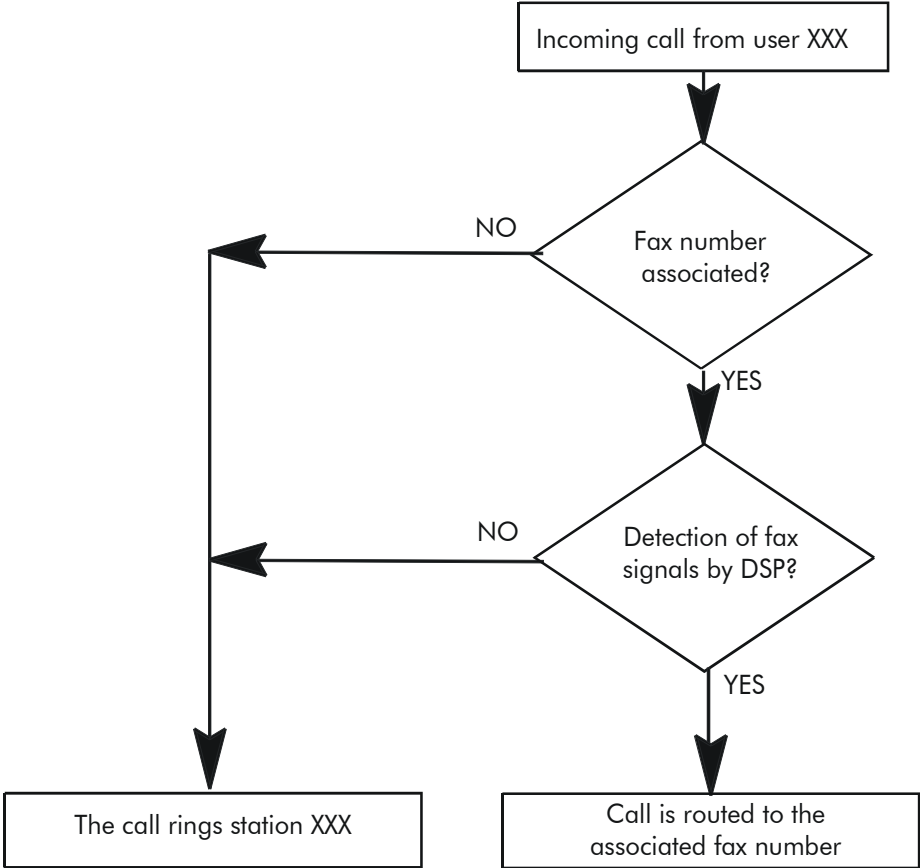 Incoming call from user XXX
NO
Fax number
associated?
YES
NO
Detection of fax
signals by DSP?
YES
The call rings station XXX
Call is routed to the
associated fax number